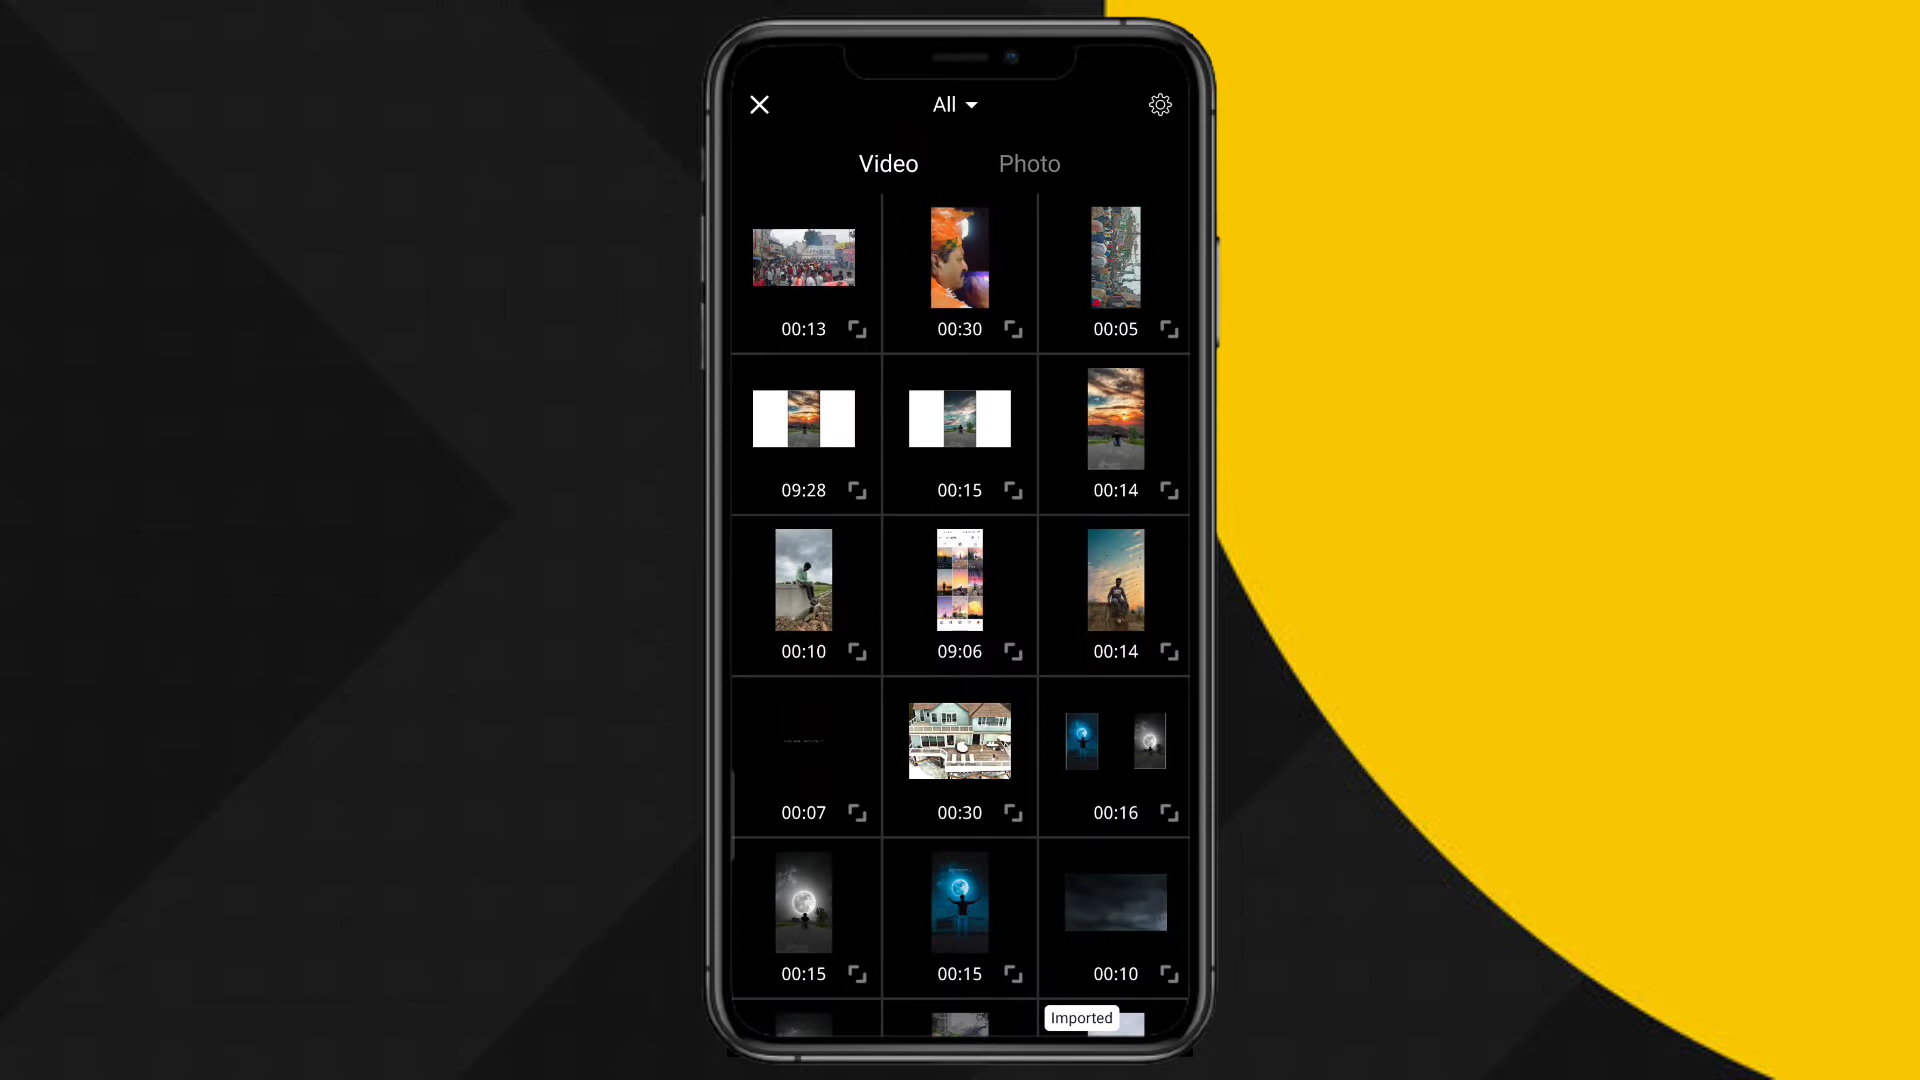 All
Video Photo
00:13 00:30 00:05
09:28 00:15 00:14
00:10 09:06 00:14
00:07 00:30 00:16
00:15 00:15 00:10
Imported